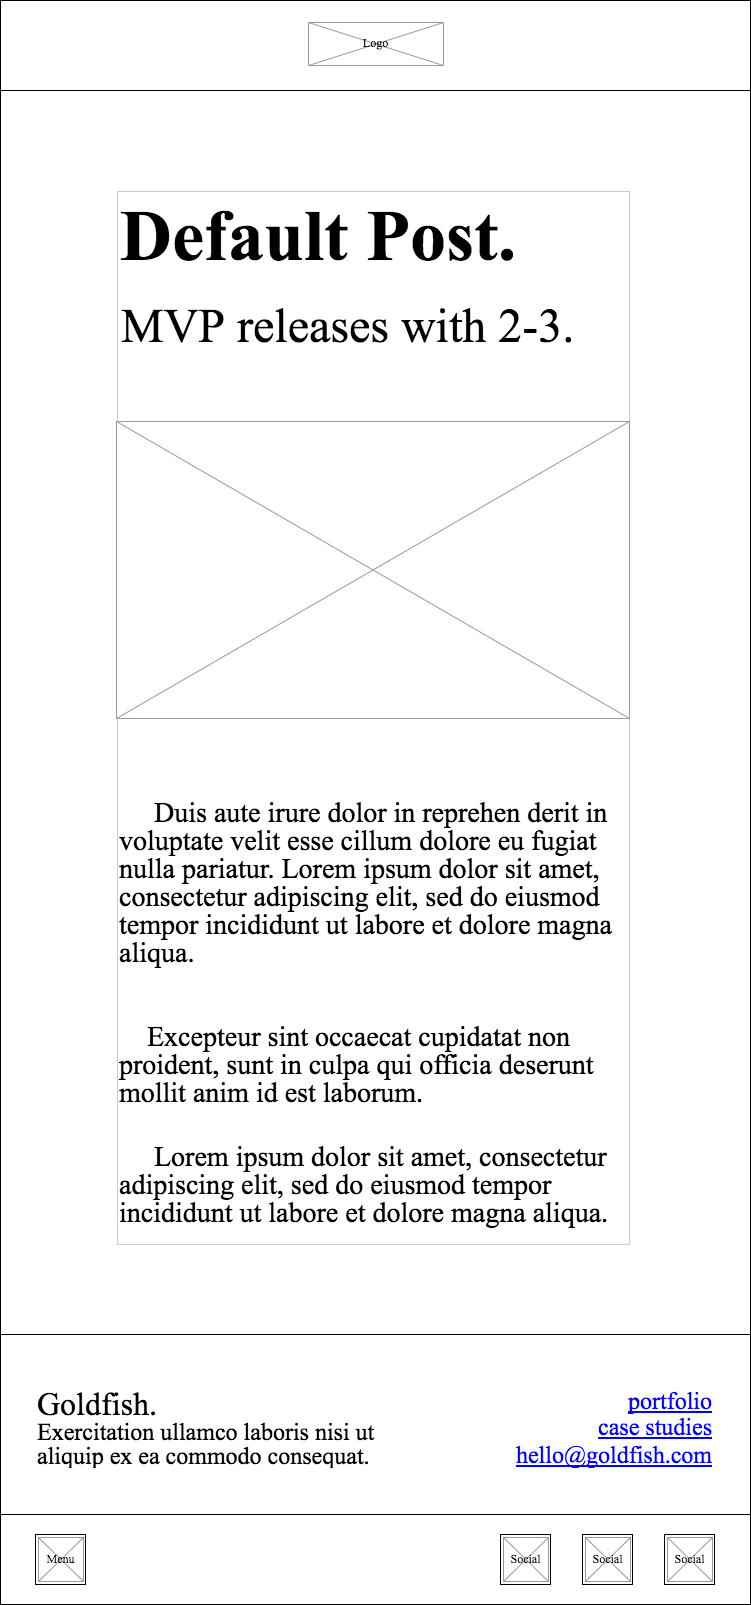 Logo
Default Post.
MVP releases with 2-3.
Duis aute irure dolor in reprehen derit in
voluptate velit esse cillum dolore eu fugiat
nulla pariatur. Lorem ipsum dolor sit amet,
consectetur adipiscing elit, sed do eiusmod
tempor incididunt ut labore et dolore magna
aliqua.
Excepteur sint occaecat cupidatat non
proident, sunt in culpa qui officia deserunt
mollit anim id est laborum.
Lorem ipsum dolor sit amet, consectetur
adipiscing elit, sed do eiusmod tempor
incididunt ut labore et dolore magna aliqua.
Goldfish.
Exercitation ullamco laboris nisi ut
aliquip ex ea commodo consequat.
portfolio
case studies
hello@goldfish.com
Menu
Social
Social
Social